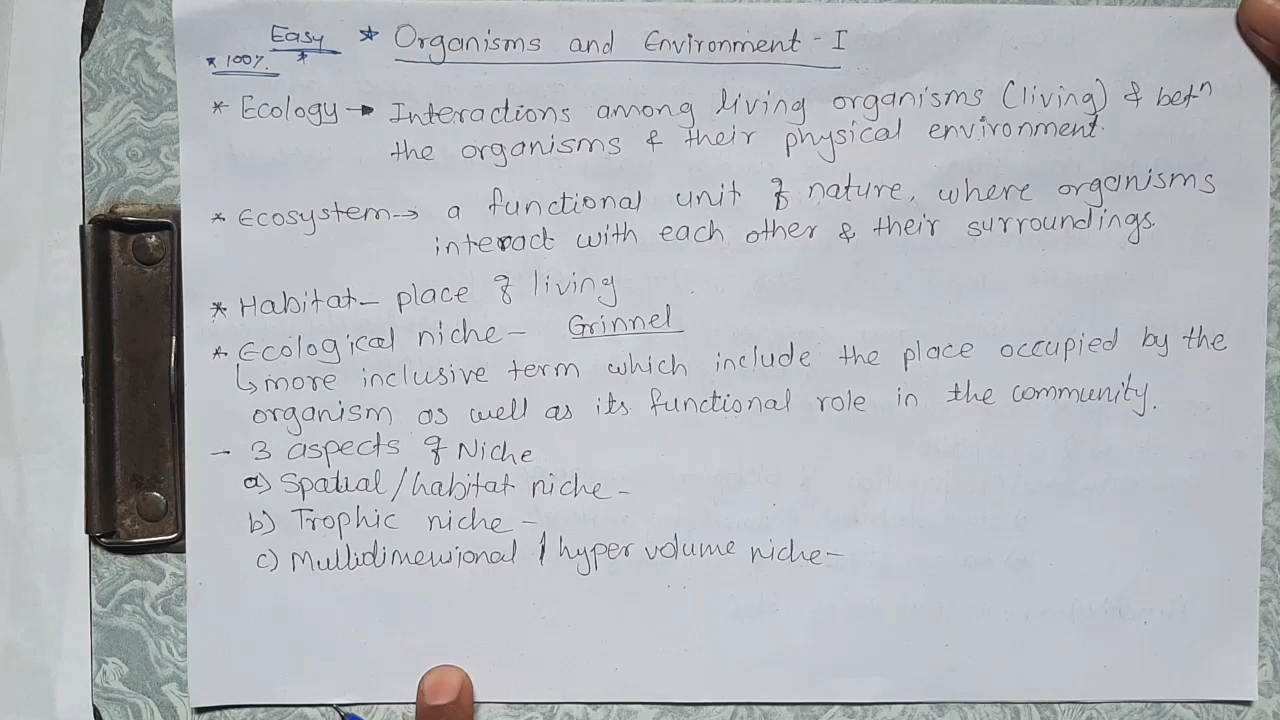 Easy * Organisms and Environment - I
* 100%. *
* Ecology → Interactions among living organisms (living) & betⁿ
the organisms & their physical environment.
* Ecosystem → a functional unit of nature, where organisms
interact with each other & their surroundings.
* Habitat - place of living
* Ecological niche - Grinnel
↳ more inclusive term which include the place occupied by the
organism as well as its functional role in the community.
- 3 aspects of Niche
a) Spatial / habitat niche -
b) Trophic niche -
c) Multidimensional / hyper volume niche -